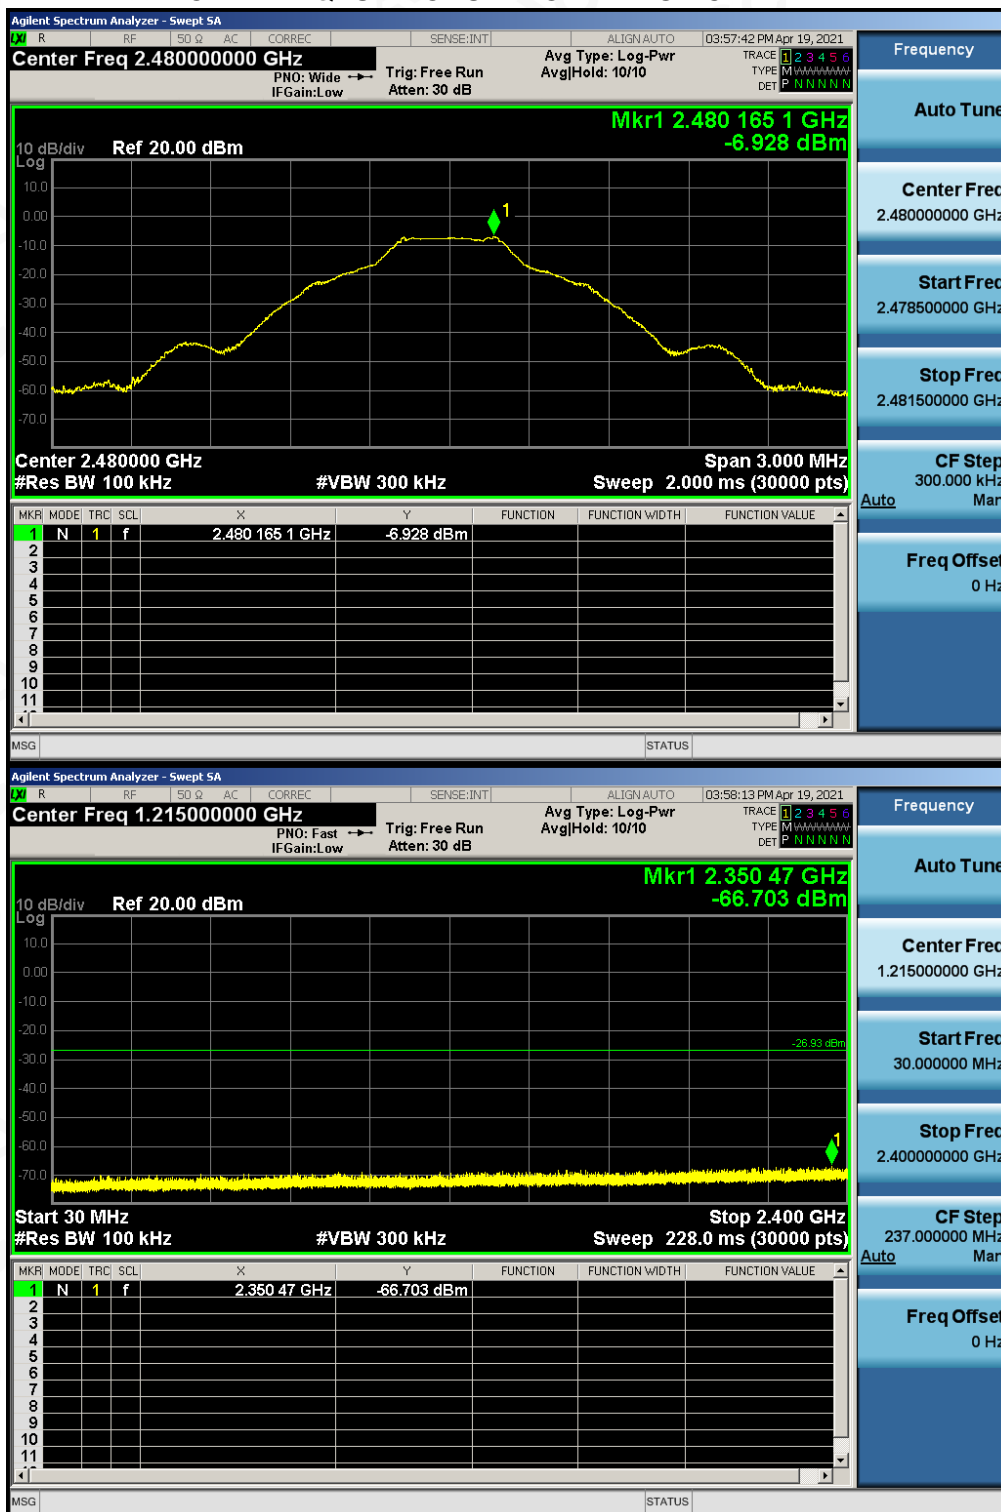 Agilent Spectrum Analyzer - Swept SA
LXI R RF 50 Ω AC CORREC SENSE:INT ALIGN AUTO 03:57:42 PM Apr 19, 2021
Center Freq 2.480000000 GHz
PNO: Wide
IFGain:Low
Trig: Free Run
Atten: 30 dB
Avg Type: Log-Pwr
Avg|Hold: 10/10
TRACE 1 2 3 4 5 6
TYPE M
DET P N N N N N
Mkr1 2.480 165 1 GHz
-6.928 dBm
10 dB/div Ref 20.00 dBm
Log
10.0
0.00
-10.0
-20.0
-30.0
-40.0
-50.0
-60.0
-70.0
1
Center 2.480000 GHz Span 3.000 MHz
#Res BW 100 kHz #VBW 300 kHz Sweep 2.000 ms (30000 pts)
MKR MODE TRC SCL X Y FUNCTION FUNCTION WIDTH FUNCTION VALUE
1 N 1 f 2.480 165 1 GHz -6.928 dBm
2
3
4
5
6
7
8
9
10
11
MSG STATUS
Frequency
Auto Tune
Center Freq
2.480000000 GHz
Start Freq
2.478500000 GHz
Stop Freq
2.481500000 GHz
CF Step
300.000 kHz
Auto Man
Freq Offset
0 Hz
Agilent Spectrum Analyzer - Swept SA
LXI R RF 50 Ω AC CORREC SENSE:INT ALIGN AUTO 03:58:13 PM Apr 19, 2021
Center Freq 1.215000000 GHz
PNO: Fast
IFGain:Low
Trig: Free Run
Atten: 30 dB
Avg Type: Log-Pwr
Avg|Hold: 10/10
TRACE 1 2 3 4 5 6
TYPE M
DET P N N N N N
Mkr1 2.350 47 GHz
-66.703 dBm
10 dB/div Ref 20.00 dBm
Log
10.0
0.00
-10.0
-20.0
-30.0
-40.0
-50.0
-60.0
-70.0
-26.93 dBm
1
Start 30 MHz Stop 2.400 GHz
#Res BW 100 kHz #VBW 300 kHz Sweep 228.0 ms (30000 pts)
MKR MODE TRC SCL X Y FUNCTION FUNCTION WIDTH FUNCTION VALUE
1 N 1 f 2.350 47 GHz -66.703 dBm
2
3
4
5
6
7
8
9
10
11
MSG STATUS
Frequency
Auto Tune
Center Freq
1.215000000 GHz
Start Freq
30.000000 MHz
Stop Freq
2.400000000 GHz
CF Step
237.000000 MHz
Auto Man
Freq Offset
0 Hz